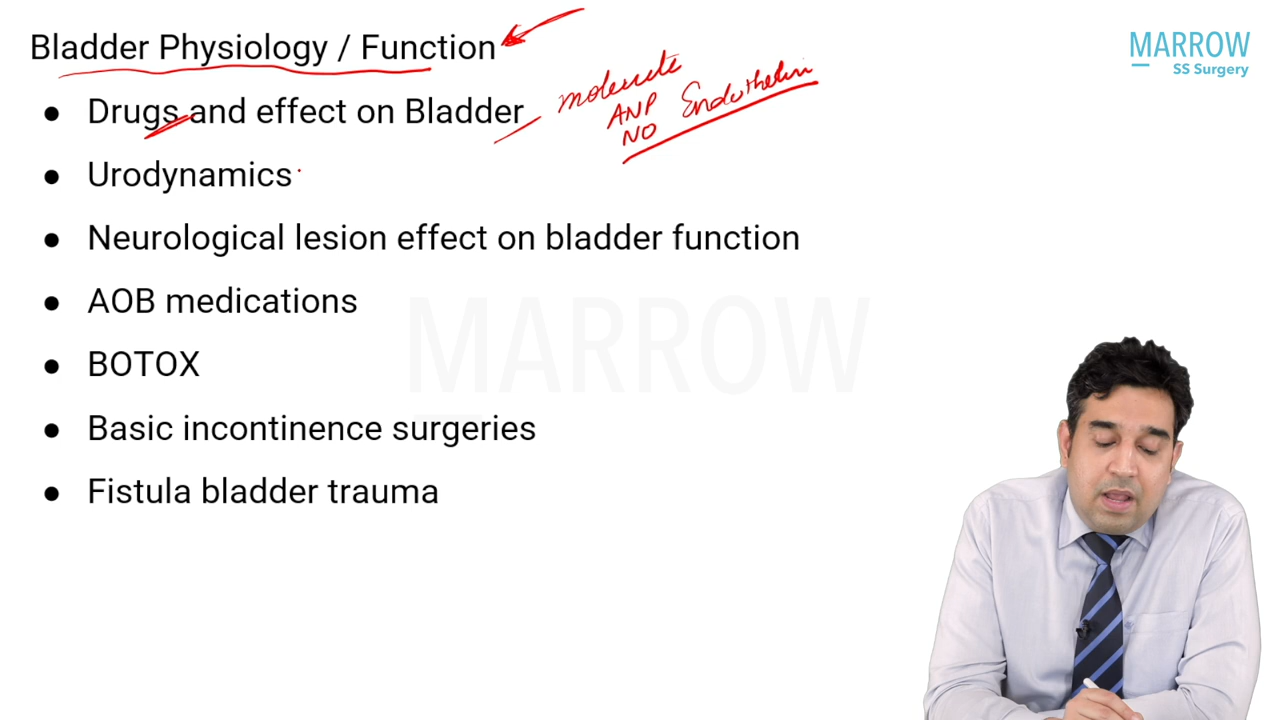 Bladder Physiology / Function
MARROW
SS Surgery
● Drugs and effect on Bladder
molecule
ANP Endothelin
NO
● Urodynamics
● Neurological lesion effect on bladder function
● AOB medications
MARROW
● BOTOX
● Basic incontinence surgeries
● Fistula bladder trauma